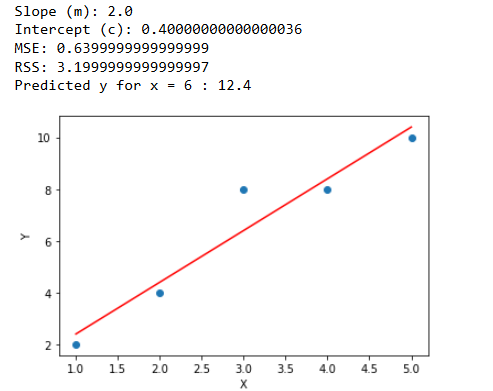 Slope (m): 2.0
Intercept (c): 0.40000000000000036
MSE: 0.6399999999999999
RSS: 3.1999999999999997
Predicted y for x = 6 : 12.4
10
8
6
4
2
Y
1.0 1.5 2.0 2.5 3.0 3.5 4.0 4.5 5.0
X